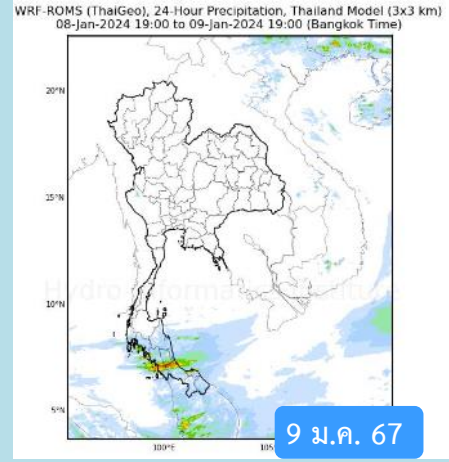 WRF-ROMS (ThaiGeo), 24-Hour Precipitation, Thailand Model (3x3 km)
08-Jan-2024 19:00 to 09-Jan-2024 19:00 (Bangkok Time)
20°N
15°N
10°N
5°N
100°E
9 ม.ค. 67